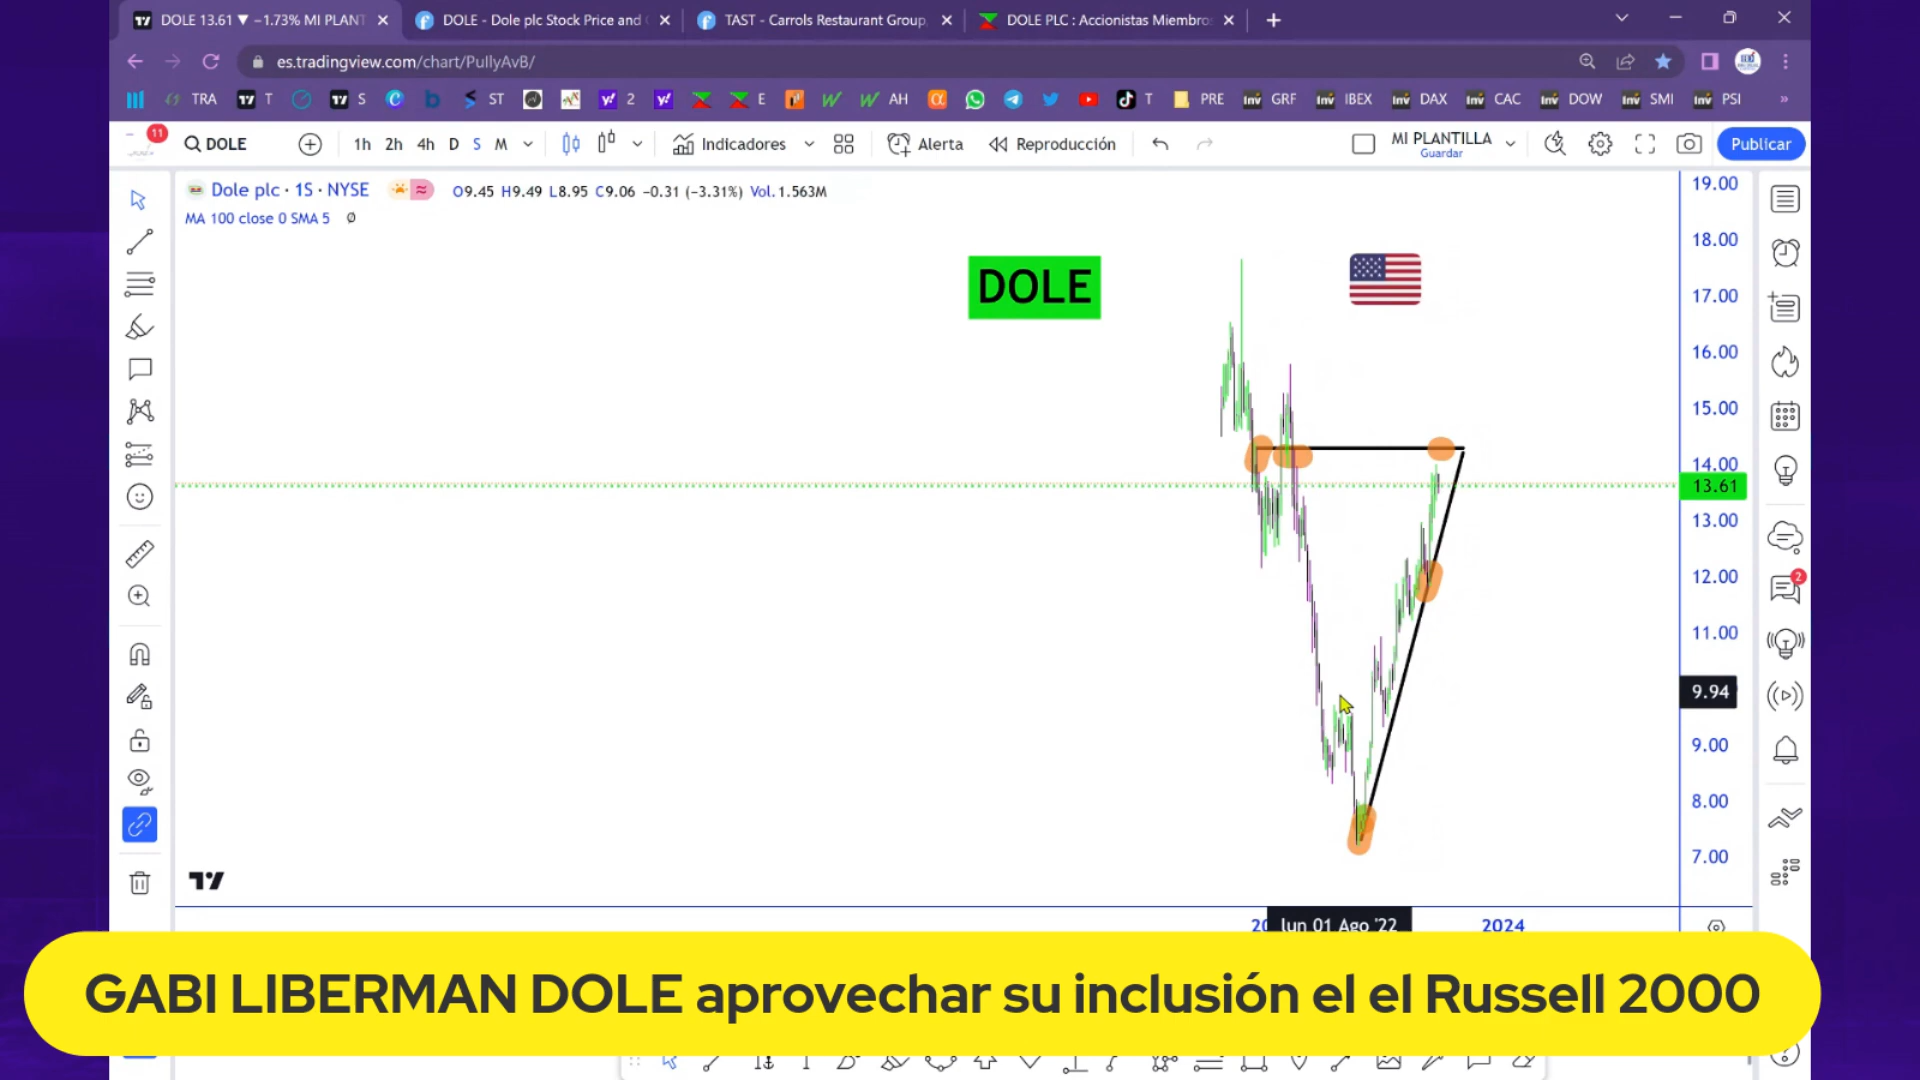 DOLE 13.61 ▼ −1.73% MI PLANT
DOLE - Dole plc Stock Price and
TAST - Carrols Restaurant Group,
DOLE PLC : Accionistas Miembros
es.tradingview.com/chart/PuIlyAvB/
TRA T S ST 2 E AH T PRE GRF IBEX DAX CAC DOW SMI PSI »
11
DOLE 1h 2h 4h D S M Indicadores Alerta Reproducción MI PLANTILLA
Guardar
Publicar
Dole plc · 1S · NYSE O9.45 H9.49 L8.95 C9.06 −0.31 (−3.31%) Vol. 1.563M
MA 100 close 0 SMA 5 Ø
DOLE
19.00
18.00
17.00
16.00
15.00
14.00
13.61
13.00
12.00
2
11.00
9.94
9.00
8.00
7.00
20 lun 01 Ago '22 2024
GABI LIBERMAN DOLE aprovechar su inclusión el el Russell 2000